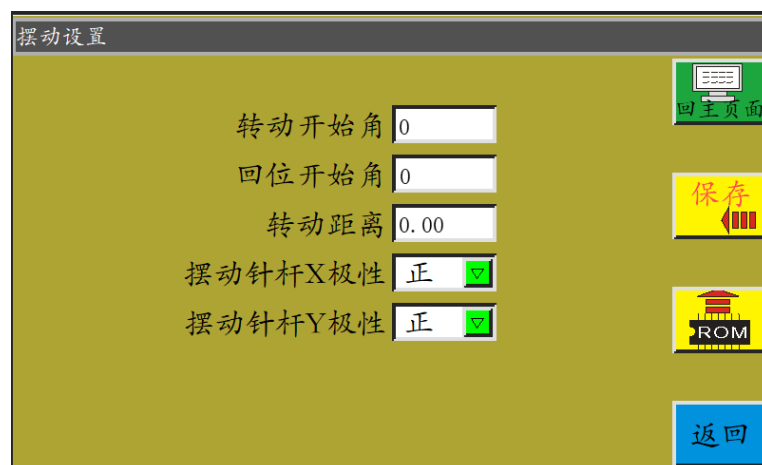 摆动设置
回主页面
转动开始角 0
回位开始角 0
保存
转动距离 0.00
摆动针杆X极性 正
摆动针杆Y极性 正
ROM
返回